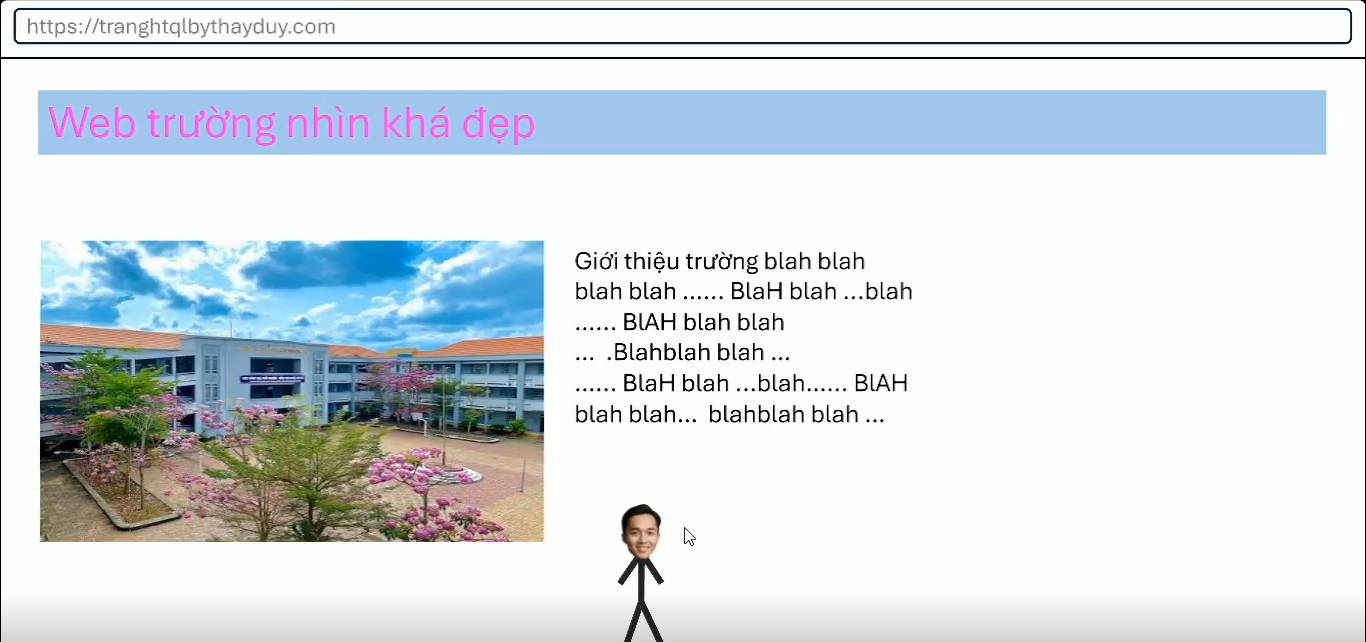 https://tranghtqlbythayduy.com
Web trường nhìn khá đẹp
Giới thiệu trường blah blah
blah blah ...... BlaH blah ...blah
...... BlAH blah blah
... .Blahblah blah ...
...... BlaH blah ...blah...... BlAH
blah blah... blahblah blah ...